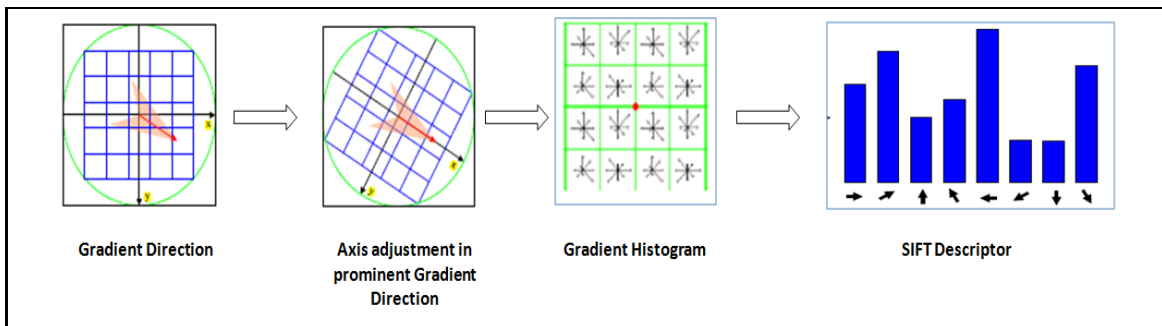 x
y
x
y
Gradient Direction
Axis adjustment in
prominent Gradient
Direction
Gradient Histogram
SIFT Descriptor